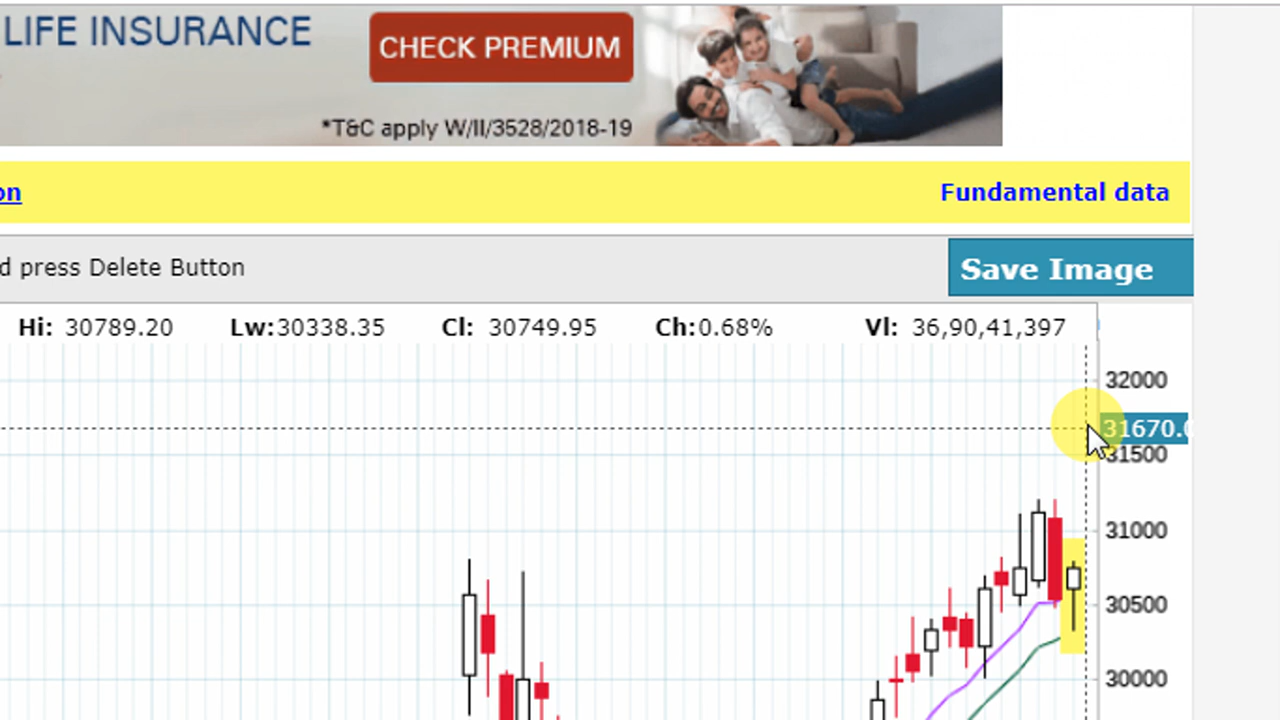 LIFE INSURANCE
CHECK PREMIUM
*T&C apply W/II/3528/2018-19
on
Fundamental data
d press Delete Button
Save Image
Hi: 30789.20 Lw:30338.35 Cl: 30749.95 Ch:0.68% Vl: 36,90,41,397
32000
31670.0
31500
31000
30500
30000